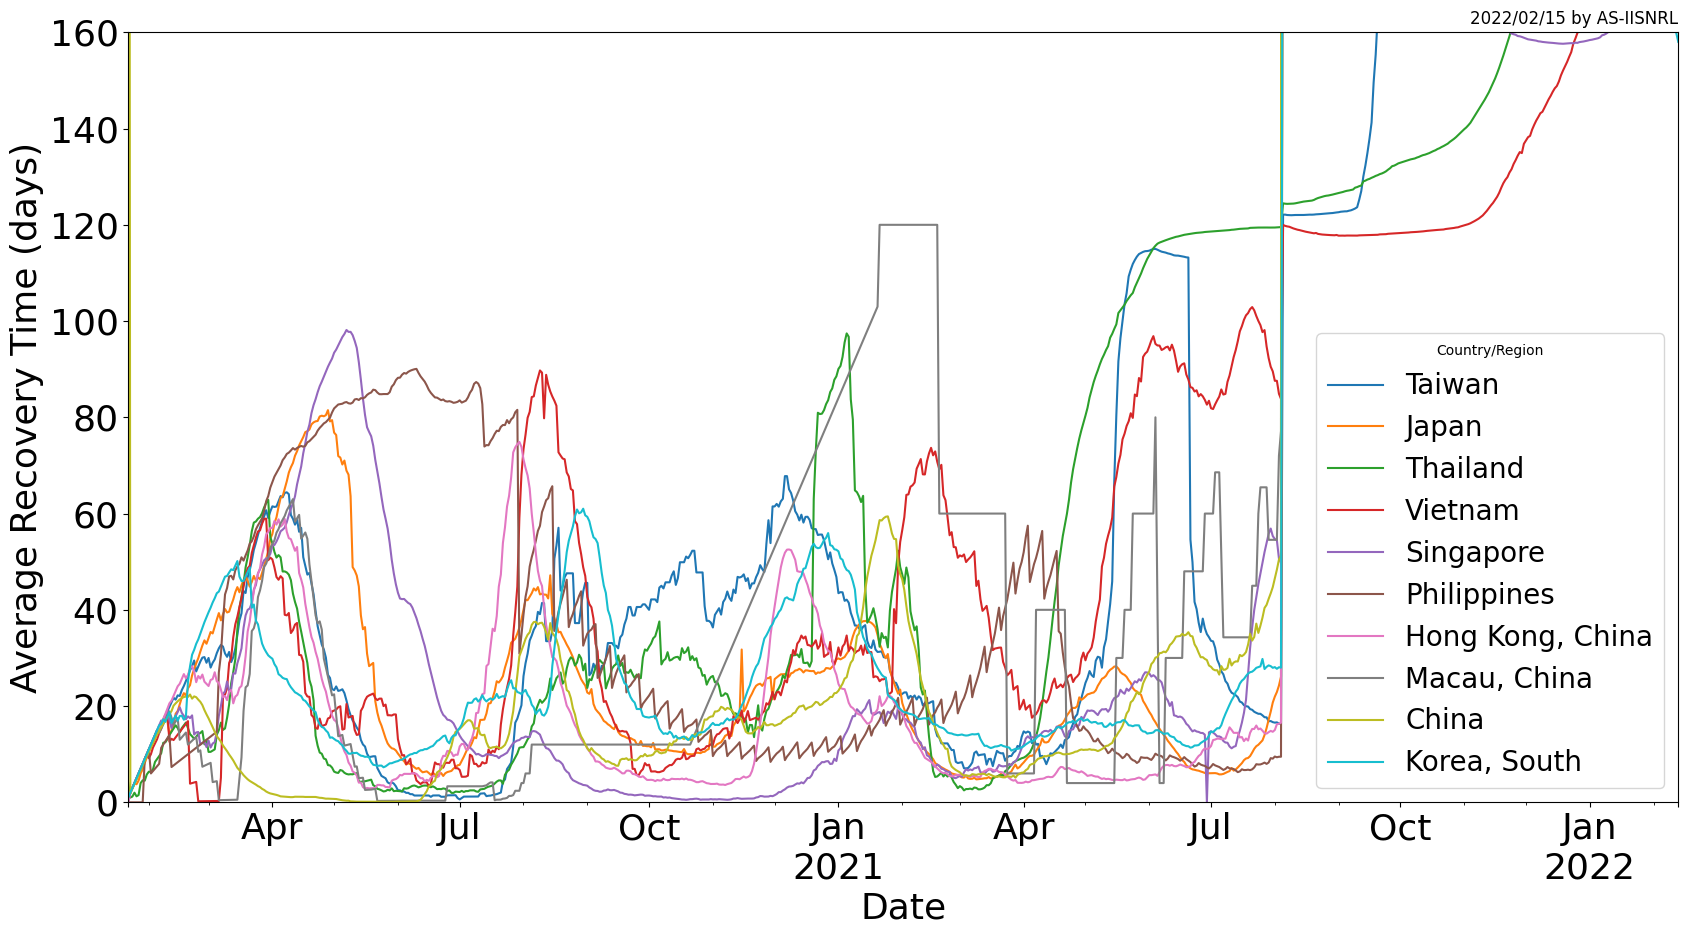 2022/02/15 by AS-IISNRL
160
140
120
100
80
60
40
20
0
Average Recovery Time (days)
Country/Region
Taiwan
Japan
Thailand
Vietnam
Singapore
Philippines
Hong Kong, China
Macau, China
China
Korea, South
Apr Jul Oct Jan Apr Jul Oct Jan
2021 2022
Date